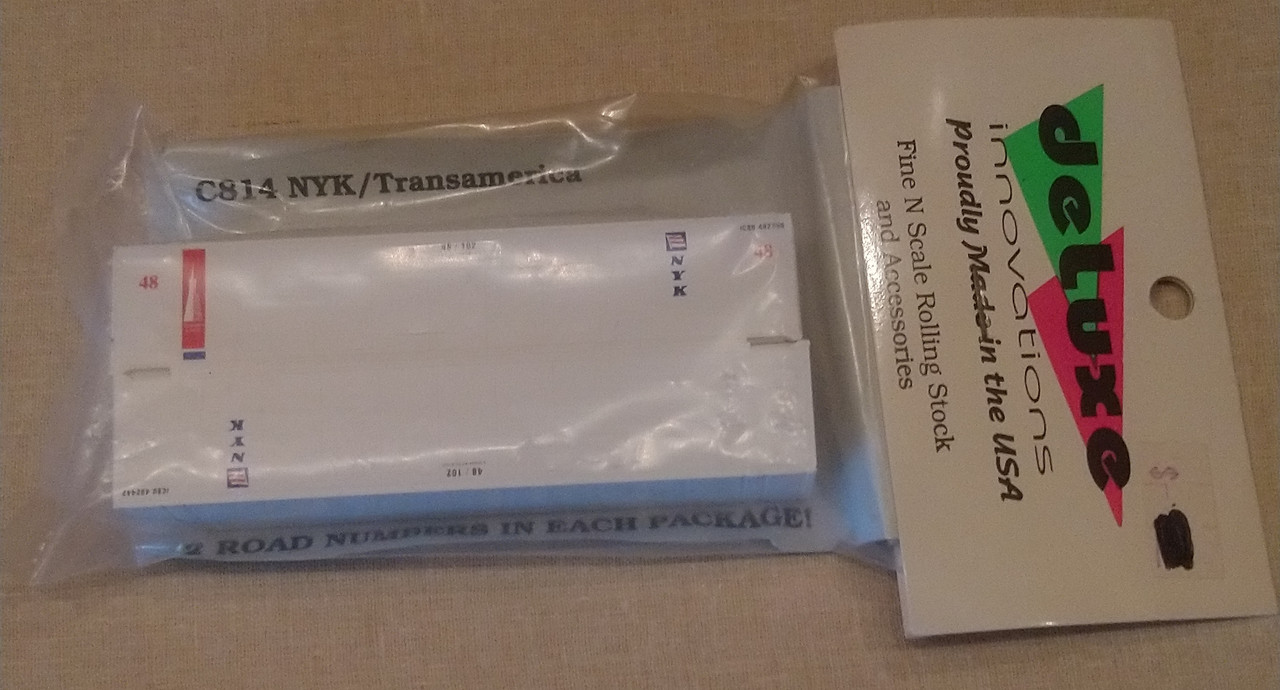 C814 NYK/Transamerica
48
48 - 102
NYK
48
NYK
48 - 102
2 ROAD NUMBERS IN EACH PACKAGE!
deluxe
innovations
Proudly Made in the USA
Fine N Scale Rolling Stock
and Accessories